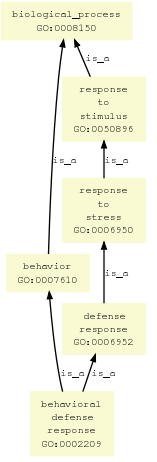 biological_process
GO:0008150
is_a
response
to
stimulus
GO:0050896
is_a
is_a
response
to
stress
GO:0006950
behavior
GO:0007610
is_a
defense
response
GO:0006952
is_a
is_a
behavioral
defense
response
GO:0002209